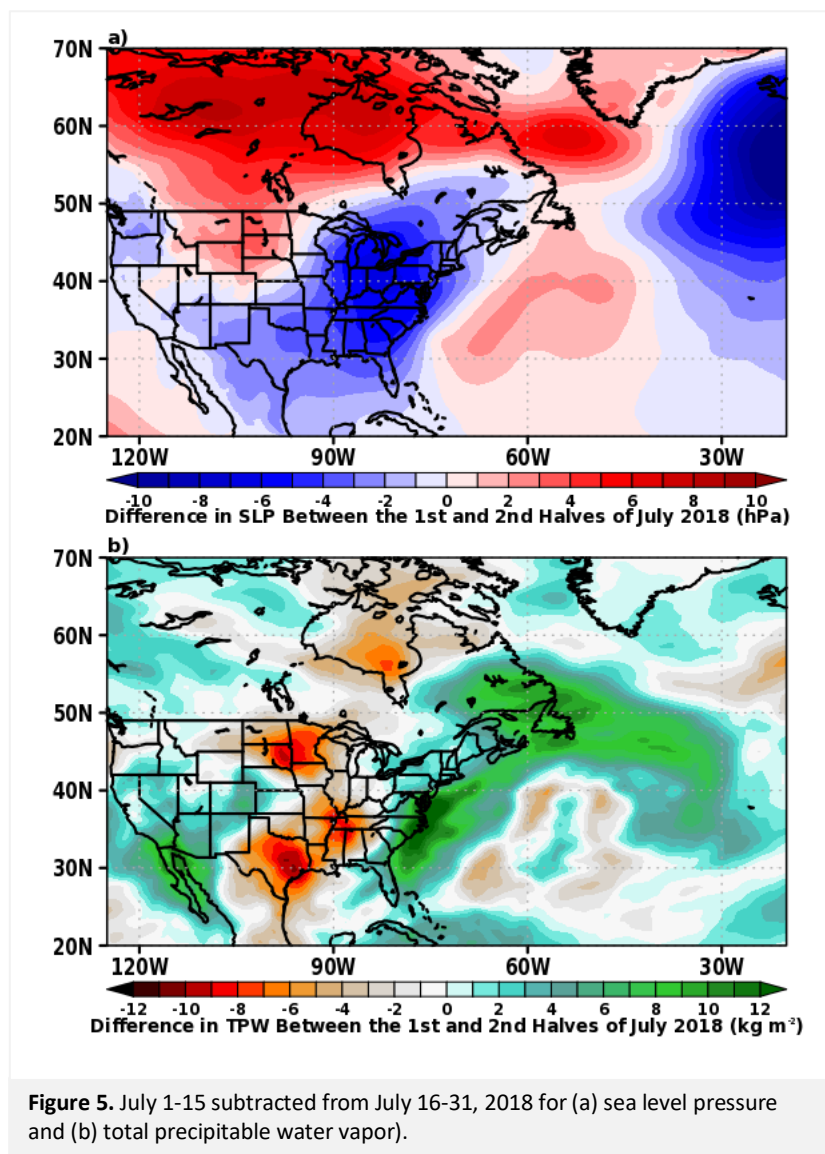 a)
70N
60N
50N
40N
30N
20N
120W 90W 60W 30W
-10 -8 -6 -4 -2 0 2 4 6 8 10
Difference in SLP Between the 1st and 2nd Halves of July 2018 (hPa)
b)
70N
60N
50N
40N
30N
20N
120W 90W 60W 30W
-12 -10 -8 -6 -4 -2 0 2 4 6 8 10 12
Difference in TPW Between the 1st and 2nd Halves of July 2018 (kg m⁻²)
Figure 5. July 1-15 subtracted from July 16-31, 2018 for (a) sea level pressure
and (b) total precipitable water vapor).